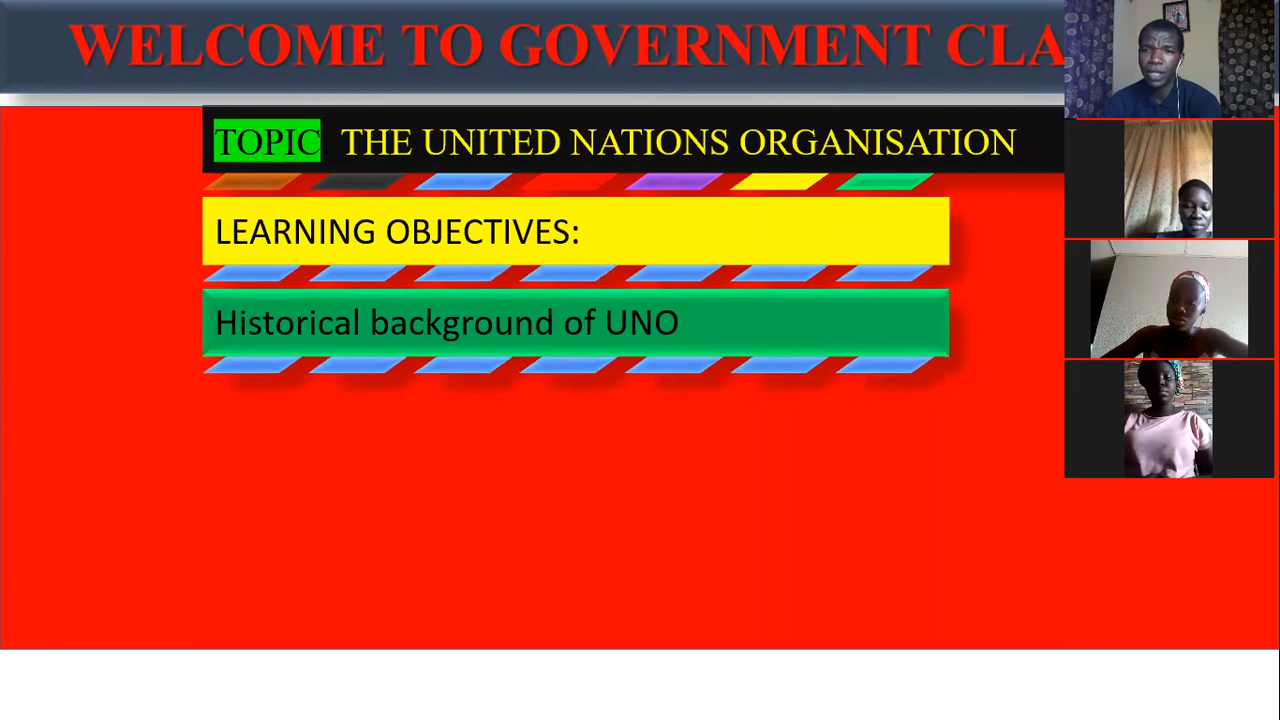 WELCOME TO GOVERNMENT CLA
TOPIC: THE UNITED NATIONS ORGANISATION
LEARNING OBJECTIVES:
Historical background of UNO